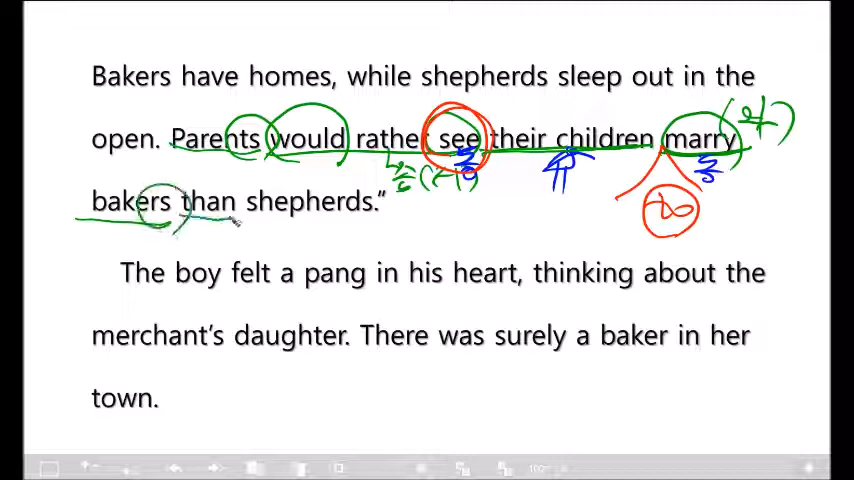 Bakers have homes, while shepherds sleep out in the
open. Parents would rather see their children marry
bakers than shepherds."
The boy felt a pang in his heart, thinking about the
merchant's daughter. There was surely a baker in her
town.